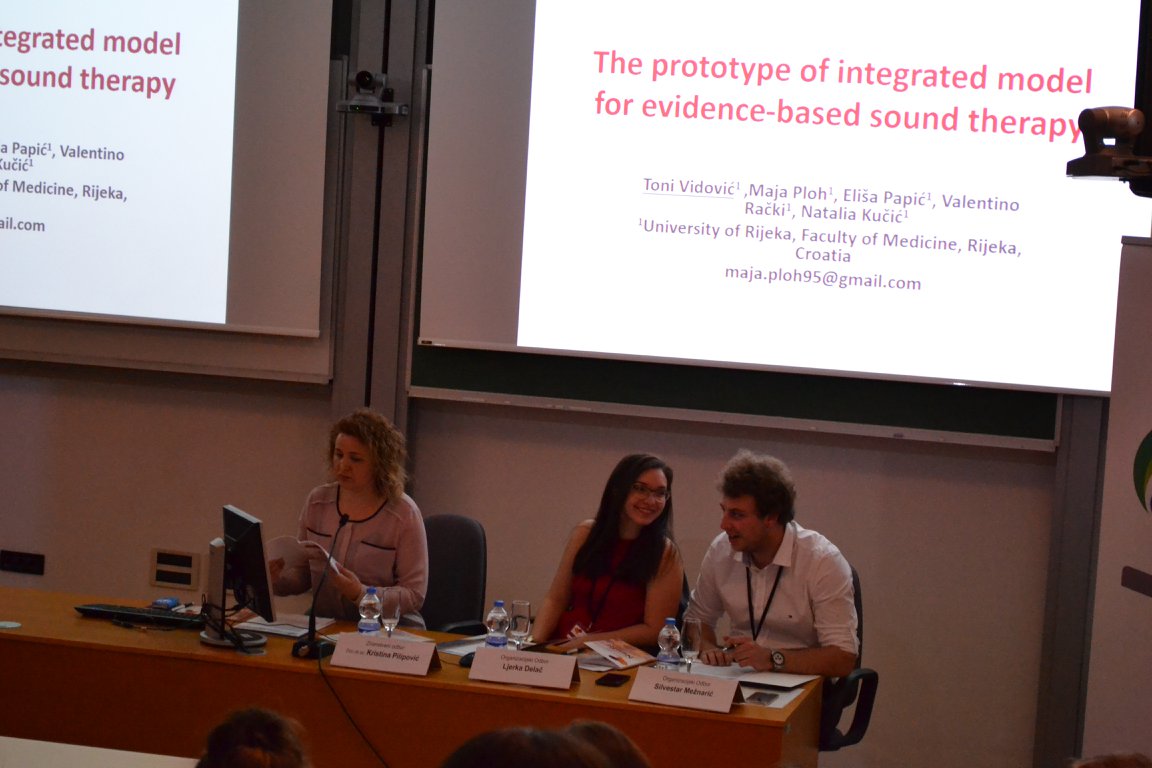 tegrated model
sound therapy
a Papić¹, Valentino
Kučić¹
of Medicine, Rijeka,
ail.com
The prototype of integrated model
for evidence-based sound therapy
Toni Vidović¹ ,Maja Ploh¹, Eliša Papić¹, Valentino
Rački¹, Natalia Kučić¹
¹University of Rijeka, Faculty of Medicine, Rijeka,
Croatia
maja.ploh95@gmail.com
Znanstveni odbor
Kristina Pilipović
Organizacijski Odbor
Ljerka Delač
Organizacijski Odbor
Silvestar Mežnarić